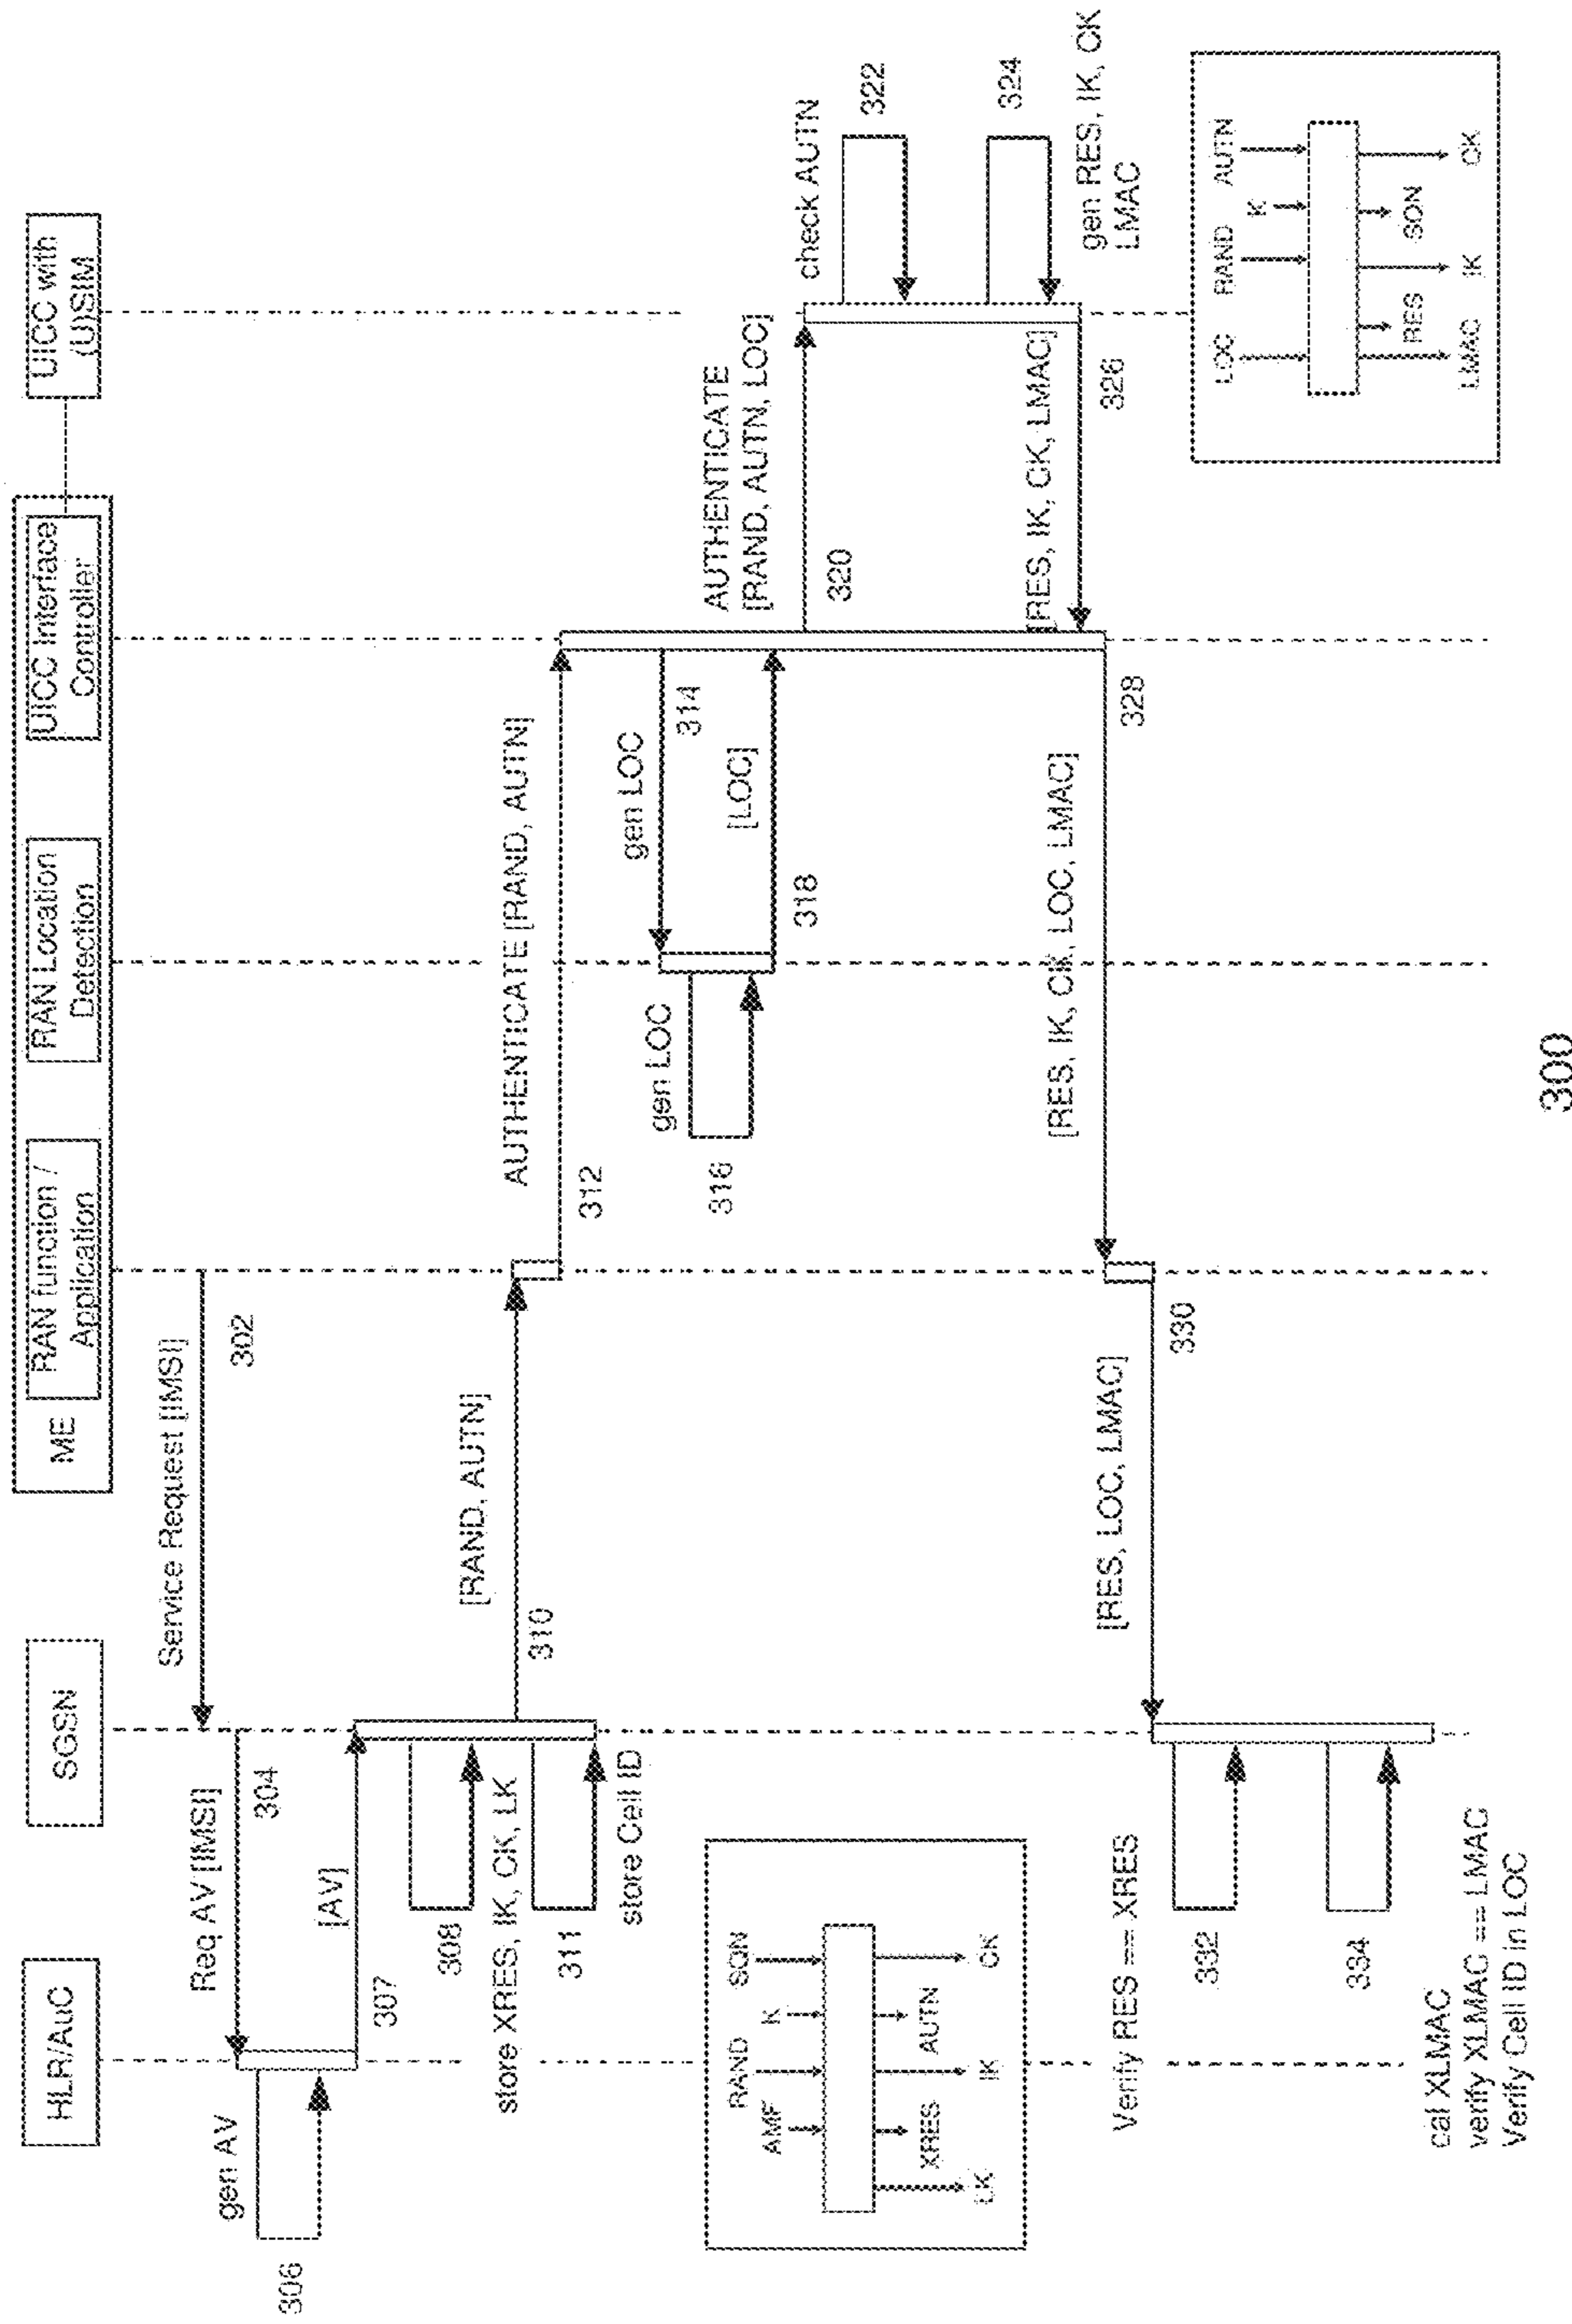 HLR/AuC
SGSN
ME
RAN function /
Application
RAN Location
Detection
UICC Interface
Controller
UICC with
(U)SIM
Service Request [IMSI]
302
Req AV [IMSI]
304
gen AV
306
[AV]
307
308
store XRES, IK, CK, LK
[RAND, AUTN]
310
311
store Cell ID
AUTHENTICATE [RAND, AUTN]
312
gen LOC
314
gen LOC
316
[LOC]
318
AUTHENTICATE
[RAND, AUTN, LOC]
320
check AUTN
322
324
gen RES, IK, CK
LMAC
[RES, IK, CK, LMAC]
326
[RES, IK, CK, LOC, LMAC]
328
[RES, LOC, LMAC]
330
Verify RES == XRES
332
334
cal XLMAC
verify XLMAC == LMAC
Verify Cell ID in LOC
AMF RAND K SQN
LK XRES IK AUTN CK
LOC RAND K AUTN
LMAC RES IK SQN CK
300